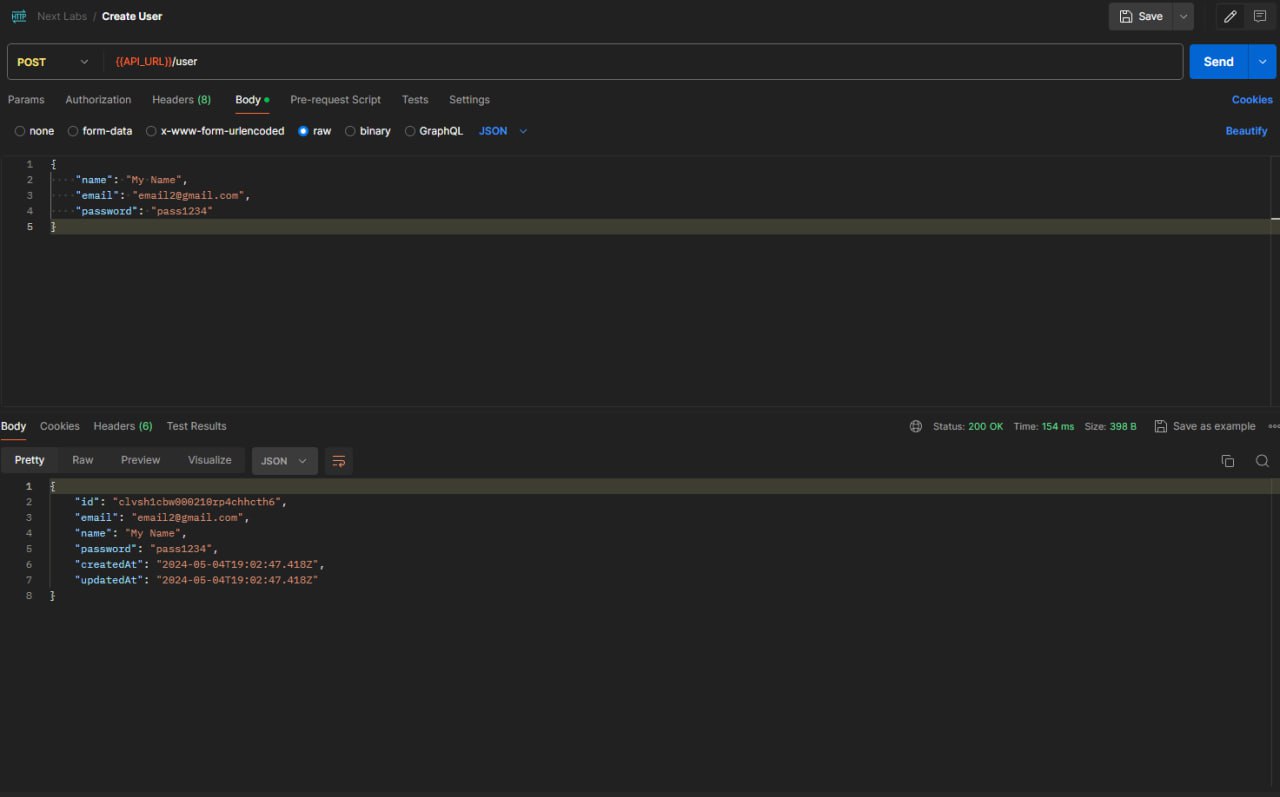 HTTP Next Labs / Create User Save
POST {{API_URL}}/user Send
Params Authorization Headers (8) Body Pre-request Script Tests Settings Cookies
none form-data x-www-form-urlencoded raw binary GraphQL JSON Beautify
1 {
2 "name": "My Name",
3 "email": "email2@gmail.com",
4 "password": "pass1234"
5 }
Body Cookies Headers (6) Test Results Status: 200 OK Time: 154 ms Size: 398 B Save as example
Pretty Raw Preview Visualize JSON
1 {
2 "id": "clvsh1cbw000210rp4chhcth6",
3 "email": "email2@gmail.com",
4 "name": "My Name",
5 "password": "pass1234",
6 "createdAt": "2024-05-04T19:02:47.418Z",
7 "updatedAt": "2024-05-04T19:02:47.418Z"
8 }